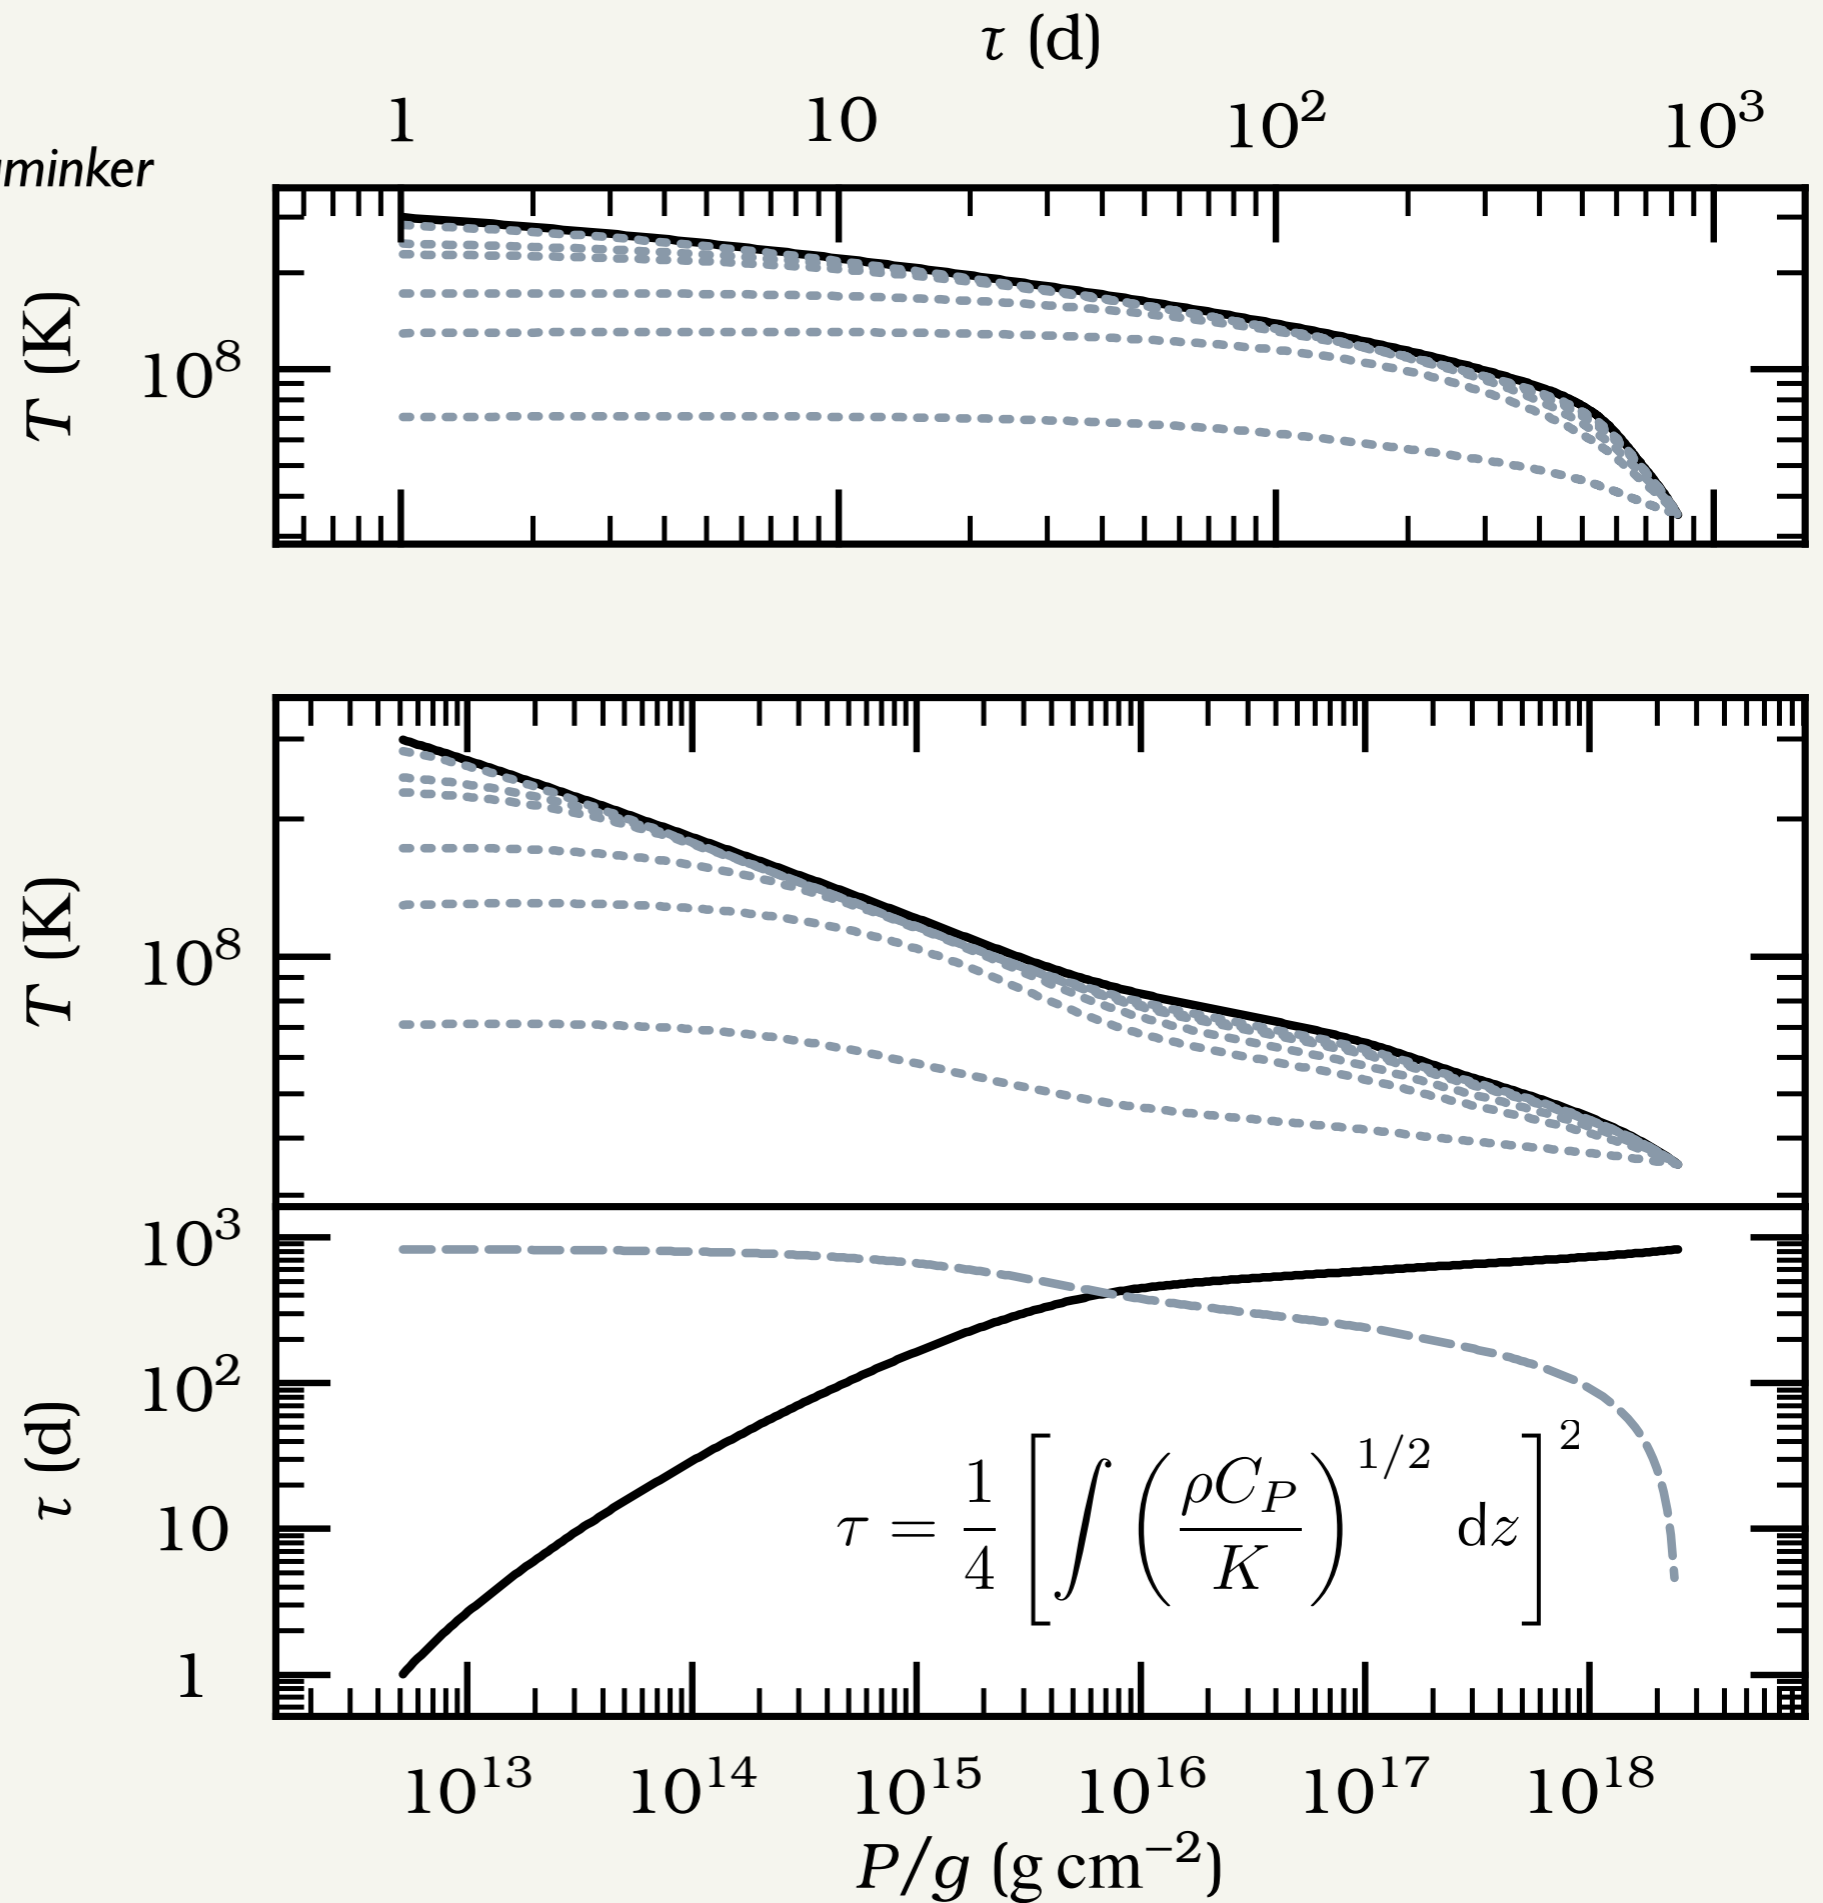 τ (d)
1 10 10² 10³
minker
T (K)
10⁸
T (K)
10⁸
10³
10²
τ (d)
10
1
τ = 1/4 [ ∫ ( ρC_P / K )^{1/2} dz ]²
10¹³ 10¹⁴ 10¹⁵ 10¹⁶ 10¹⁷ 10¹⁸
P/g (g cm⁻²)